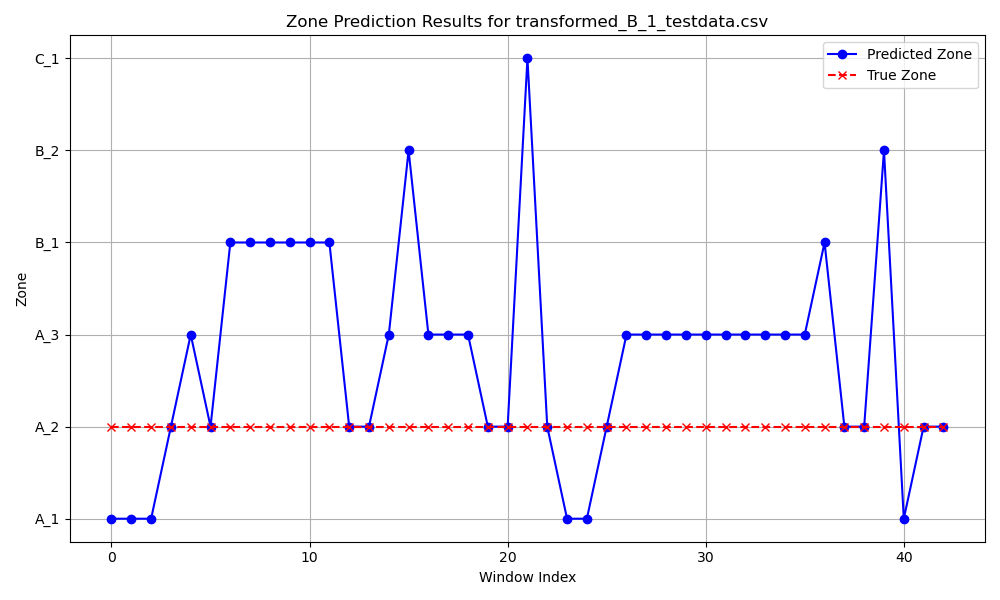 Zone Prediction Results for transformed_B_1_testdata.csv
Predicted Zone
True Zone
Zone
C_1
B_2
B_1
A_3
A_2
A_1
0 10 20 30 40
Window Index